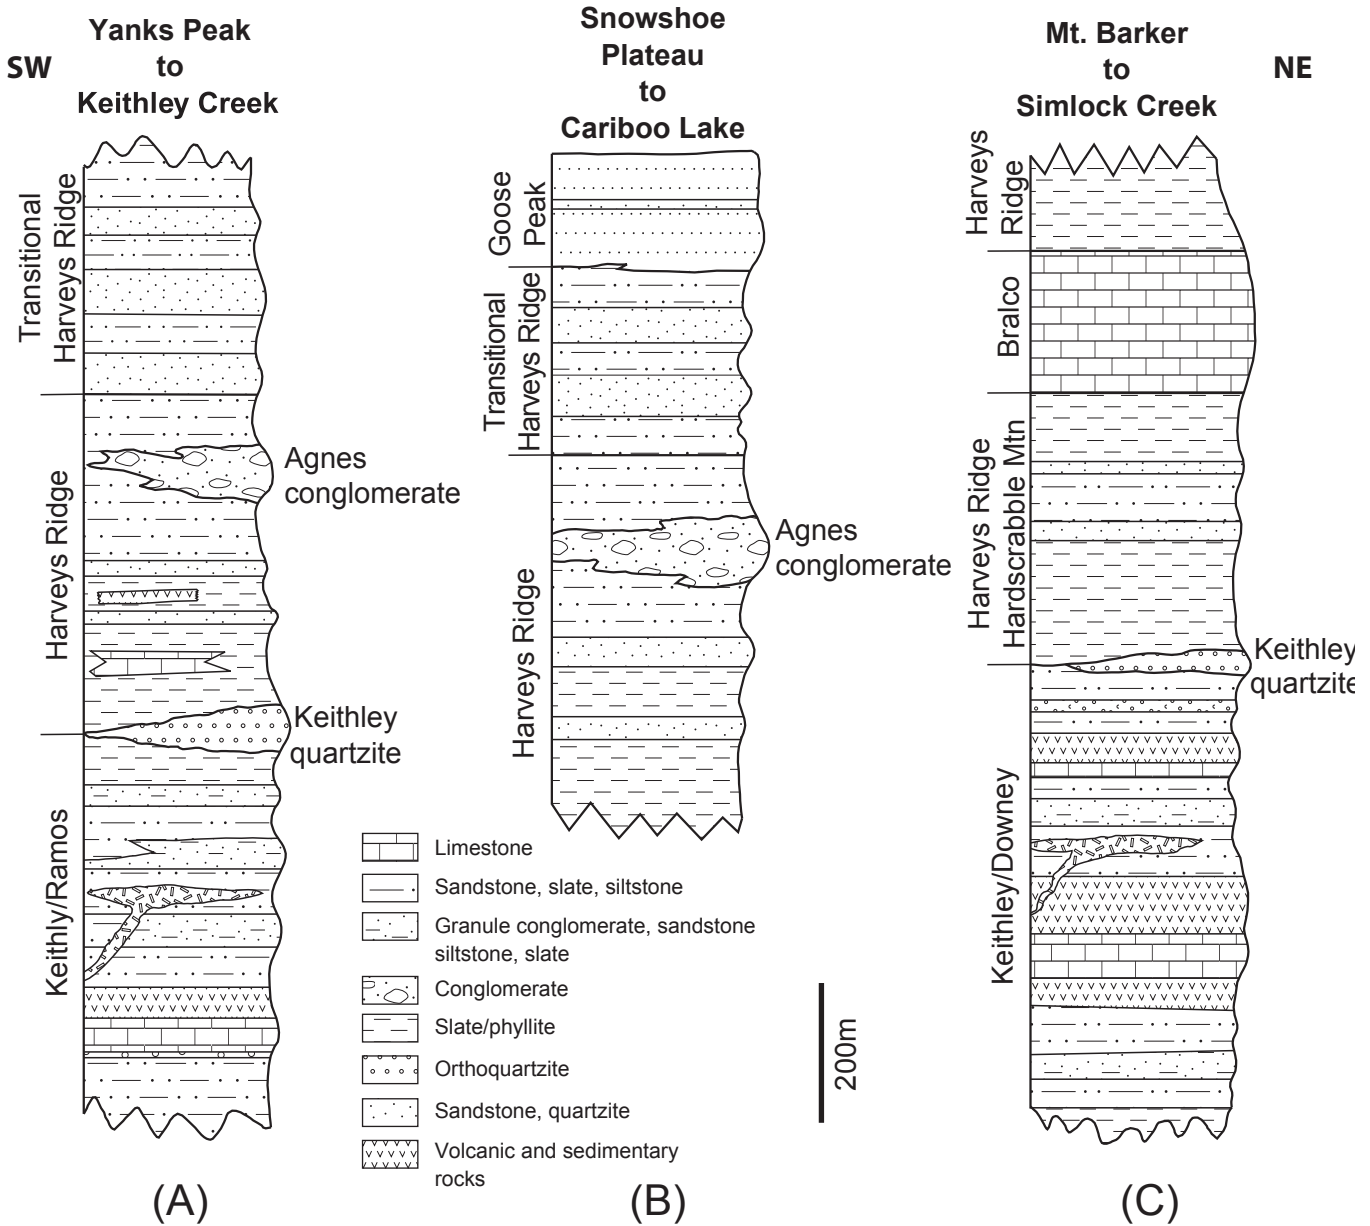 SW
Yanks Peak
to
Keithley Creek
Snowshoe
Plateau
to
Cariboo Lake
Mt. Barker
to
Simlock Creek
NE
Transitional
Harveys Ridge
Harveys Ridge
Keithly/Ramos
Agnes
conglomerate
Keithley
quartzite
Goose
Peak
Transitional
Harveys Ridge
Harveys Ridge
Agnes
conglomerate
Harveys
Ridge
Bralco
Harveys Ridge
Hardscrabble Mtn
Keithley/Downey
Keithley
quartzite
Limestone
Sandstone, slate, siltstone
Granule conglomerate, sandstone
siltstone, slate
Conglomerate
Slate/phyllite
Orthoquartzite
Sandstone, quartzite
Volcanic and sedimentary
rocks
200m
(A)
(B)
(C)